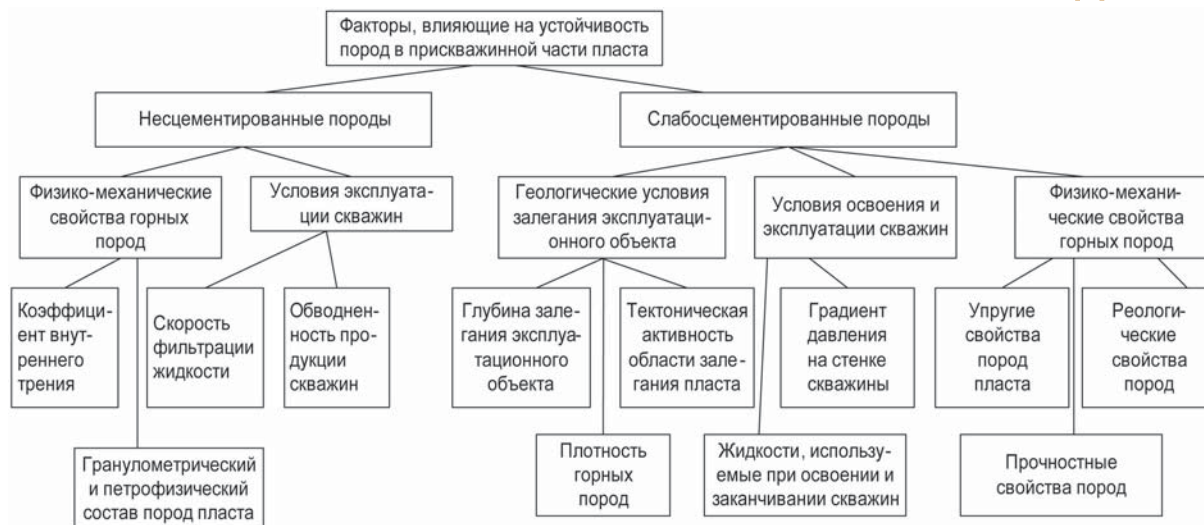 Факторы, влияющие на устойчивость
пород в прискважинной части пласта
Несцементированные породы
Слабосцементированные породы
Физико-механические
свойства горных
пород
Условия эксплуата-
ции скважин
Геологические условия
залегания эксплуатаци-
онного объекта
Условия освоения и
эксплуатации скважин
Физико-механи-
ческие свойства
горных пород
Коэффици-
ент внут-
реннего
трения
Скорость
фильтрации
жидкости
Обводнен-
ность про-
дукции
скважин
Глубина зале-
гания эксплу-
атационного
объекта
Тектоническая
активность
области зале-
гания пласта
Градиент
давления
на стенке
скважины
Упругие
свойства
пород
пласта
Реологи-
ческие
свойства
пород
Гранулометрический
и петрофизический
состав пород пласта
Плотность
горных
пород
Жидкости, использу-
емые при освоении и
заканчивании скважин
Прочностные
свойства пород